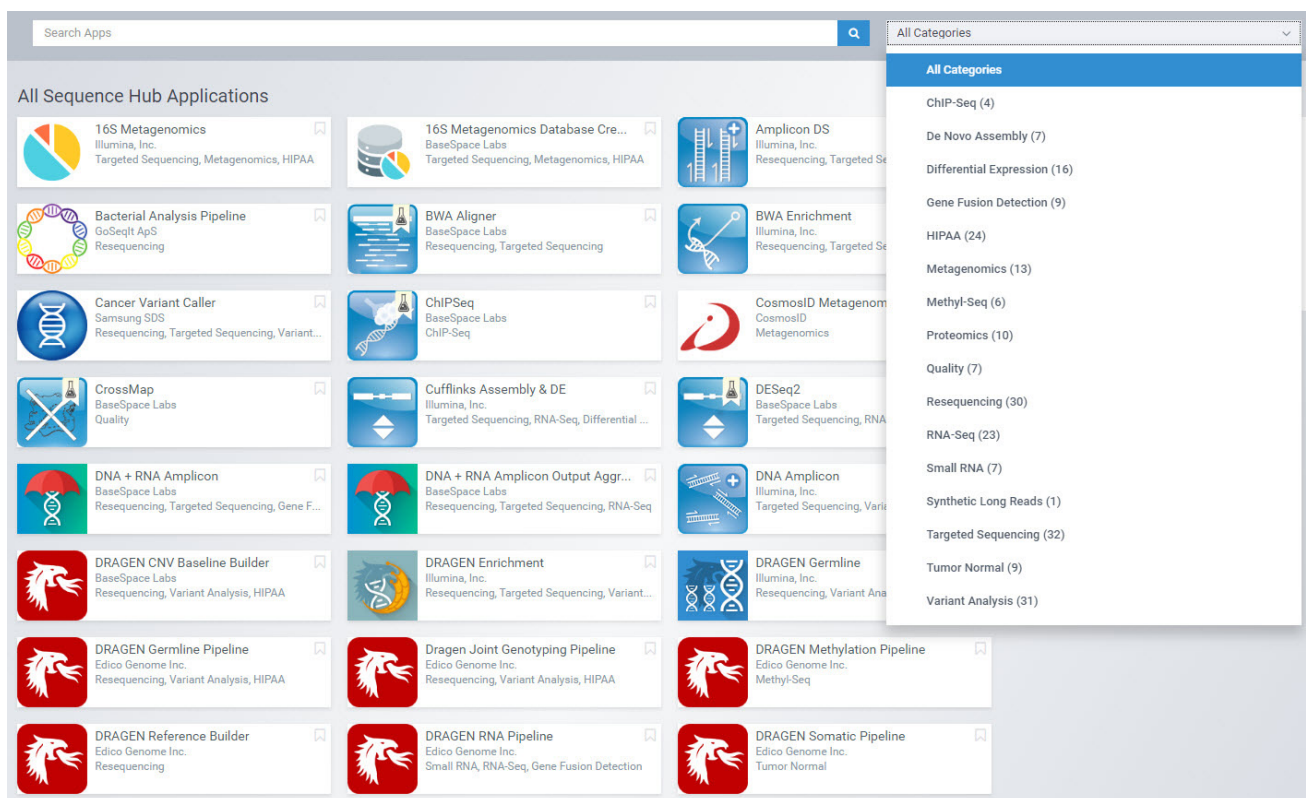 Search Apps
All Categories
All Categories
ChIP-Seq (4)
De Novo Assembly (7)
Differential Expression (16)
Gene Fusion Detection (9)
HIPAA (24)
Metagenomics (13)
Methyl-Seq (6)
Proteomics (10)
Quality (7)
Resequencing (30)
RNA-Seq (23)
Small RNA (7)
Synthetic Long Reads (1)
Targeted Sequencing (32)
Tumor Normal (9)
Variant Analysis (31)
All Sequence Hub Applications
16S Metagenomics
Illumina, Inc.
Targeted Sequencing, Metagenomics, HIPAA
16S Metagenomics Database Cre...
BaseSpace Labs
Targeted Sequencing, Metagenomics, HIPAA
Amplicon DS
Illumina, Inc.
Resequencing, Targeted Se
Bacterial Analysis Pipeline
GoSeqIt ApS
Resequencing
BWA Aligner
BaseSpace Labs
Resequencing, Targeted Sequencing
BWA Enrichment
Illumina, Inc.
Resequencing, Targeted Se
Cancer Variant Caller
Samsung SDS
Resequencing, Targeted Sequencing, Variant...
ChIPSeq
BaseSpace Labs
ChIP-Seq
CosmosID Metagenom
CosmosID
Metagenomics
CrossMap
BaseSpace Labs
Quality
Cufflinks Assembly & DE
Illumina, Inc.
Targeted Sequencing, RNA-Seq, Differential ...
DESeq2
BaseSpace Labs
Targeted Sequencing, RNA
DNA + RNA Amplicon
BaseSpace Labs
Resequencing, Targeted Sequencing, Gene F...
DNA + RNA Amplicon Output Aggr...
BaseSpace Labs
Resequencing, Targeted Sequencing, RNA-Seq
DNA Amplicon
Illumina, Inc.
Targeted Sequencing, Varia
DRAGEN CNV Baseline Builder
BaseSpace Labs
Resequencing, Variant Analysis, HIPAA
DRAGEN Enrichment
Illumina, Inc.
Resequencing, Targeted Sequencing, Variant...
DRAGEN Germline
Illumina, Inc.
Resequencing, Variant Ana
DRAGEN Germline Pipeline
Edico Genome Inc.
Resequencing, Variant Analysis, HIPAA
Dragen Joint Genotyping Pipeline
Edico Genome Inc.
Resequencing, Variant Analysis, HIPAA
DRAGEN Methylation Pipeline
Edico Genome Inc.
Methyl-Seq
DRAGEN Reference Builder
Edico Genome Inc.
Resequencing
DRAGEN RNA Pipeline
Edico Genome Inc.
Small RNA, RNA-Seq, Gene Fusion Detection
DRAGEN Somatic Pipeline
Edico Genome Inc.
Tumor Normal